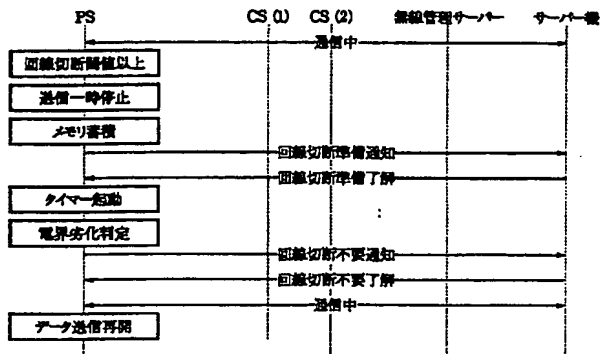 PS CS (1) CS (2) 無線管理サーバー サーバー機
通信中
回線切断閾値以上
送信一時停止
メモリ蓄積
回線切断準備通知
回線切断準備了解
タイマー起動
:
電界劣化判定
回線切断不要通知
回線切断不要了解
通信中
データ送信再開